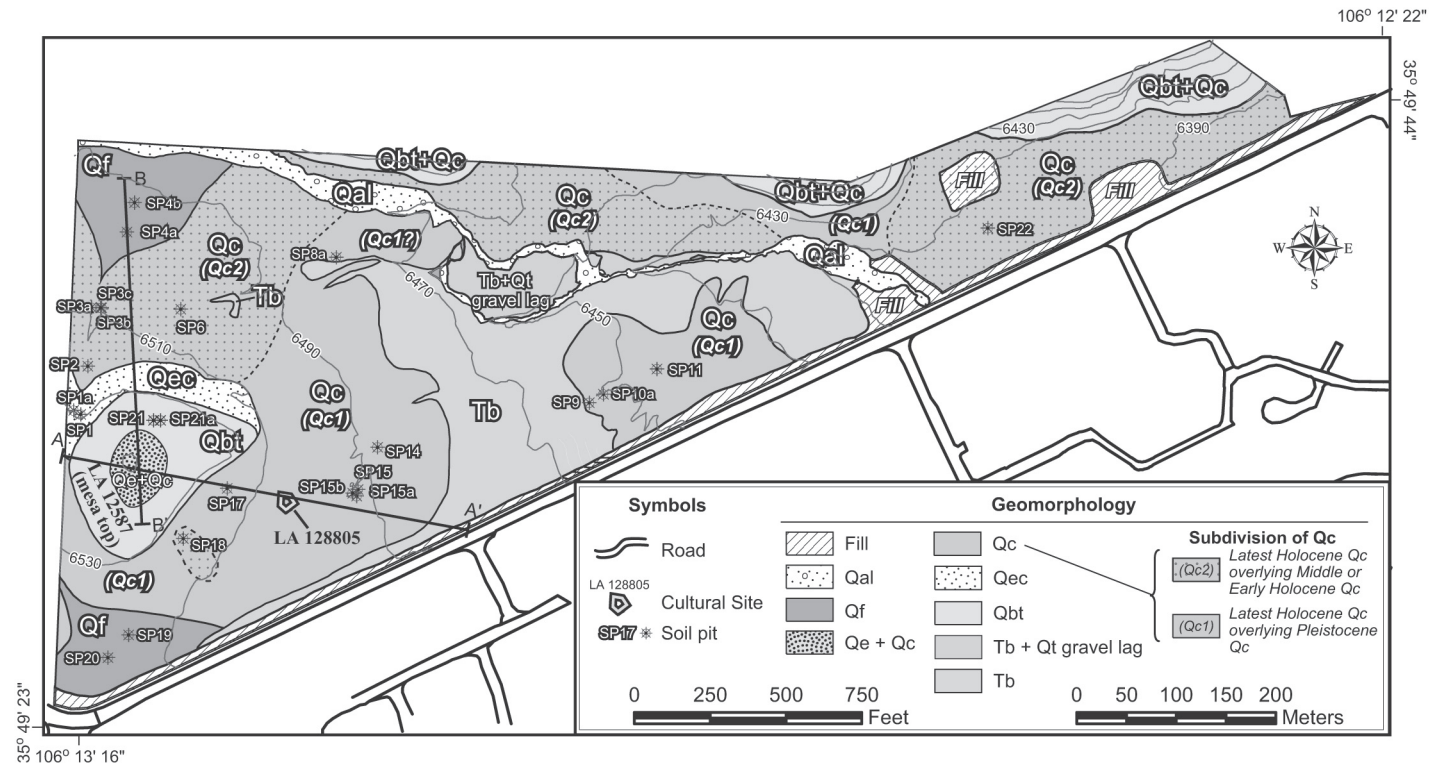 106° 12' 22"
35° 49' 44"
Qbt+Qc
6430
6390
Qf
Qbt+Qc
B
Qal
Qc
(Qc2)
Qbt+Qc
Fill
Qc
(Qc2)
Fill
SP4b
SP4a
Qc
(Qc2)
(Qc1?)
6430
(Qc1)
SP22
N
W
E
S
SP8a
Qal
SP3c
SP3a
SP3b
Tb
6470
Tb+Qt
gravel lag
Fill
SP6
6450
6510
6490
Qc
(Qc1)
SP2
Qec
SP11
SP1a
Qc
(Qc1)
SP10a
SP9
SP1
SP21
SP21a
Tb
A
Qbt
SP14
Qe+Qc
SP15
SP15b
SP15a
LA 12587
(mesa top)
SP17
A'
B'
LA 128805
SP18
6530
(Qc1)
Qf
SP19
SP20
35° 49' 23"
106° 13' 16"
Symbols
Road
LA 128805
Cultural Site
SP17
Soil pit
Geomorphology
Fill
Qal
Qf
Qe + Qc
Qc
Qec
Qbt
Tb + Qt gravel lag
Tb
Subdivision of Qc
(Qc2)
Latest Holocene Qc
overlying Middle or
Early Holocene Qc
(Qc1)
Latest Holocene Qc
overlying Pleistocene
Qc
0 250 500 750
Feet
0 50 100 150 200
Meters